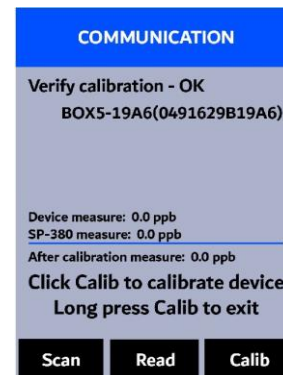 COMMUNICATION
Verify calibration - OK
BOX5-19A6(0491629B19A6)
Device measure: 0.0 ppb
SP-380 measure: 0.0 ppb
After calibration measure: 0.0 ppb
Click Calib to calibrate device
Long press Calib to exit
Scan Read Calib